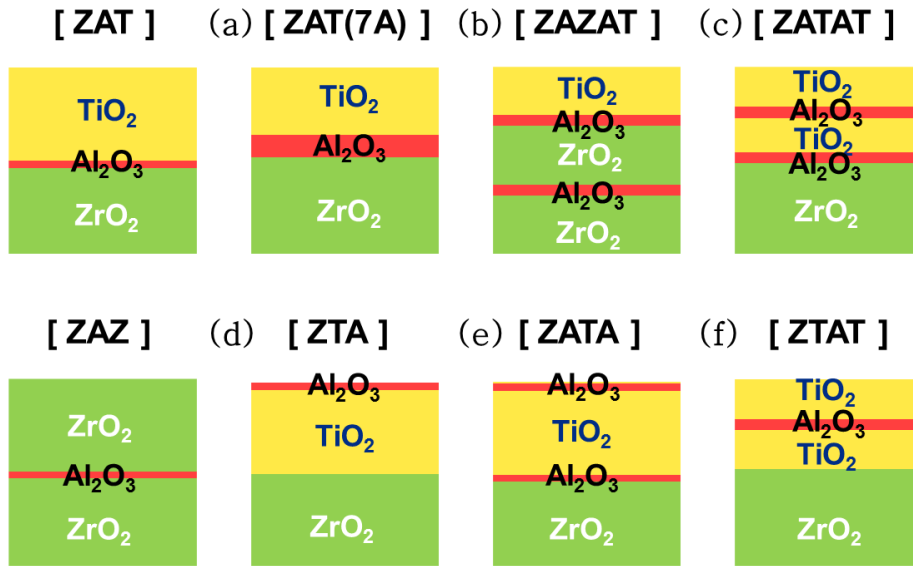 [ ZAT ]
(a) [ ZAT(7A) ]
(b) [ ZAZAT ]
(c) [ ZATAT ]
TiO₂
Al₂O₃
ZrO₂
TiO₂
Al₂O₃
ZrO₂
TiO₂
Al₂O₃
ZrO₂
Al₂O₃
ZrO₂
TiO₂
Al₂O₃
TiO₂
Al₂O₃
ZrO₂
[ ZAZ ]
(d) [ ZTA ]
(e) [ ZATA ]
(f) [ ZTAT ]
ZrO₂
Al₂O₃
ZrO₂
Al₂O₃
TiO₂
ZrO₂
Al₂O₃
TiO₂
Al₂O₃
ZrO₂
TiO₂
Al₂O₃
TiO₂
ZrO₂